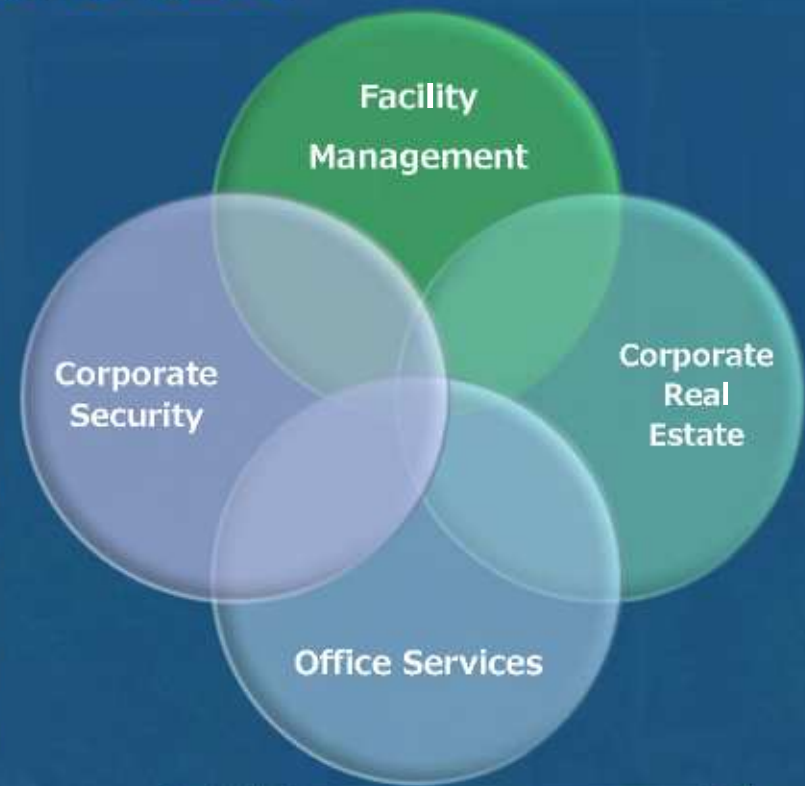 Facility
Management
Corporate
Security
Corporate
Real
Estate
Office Services